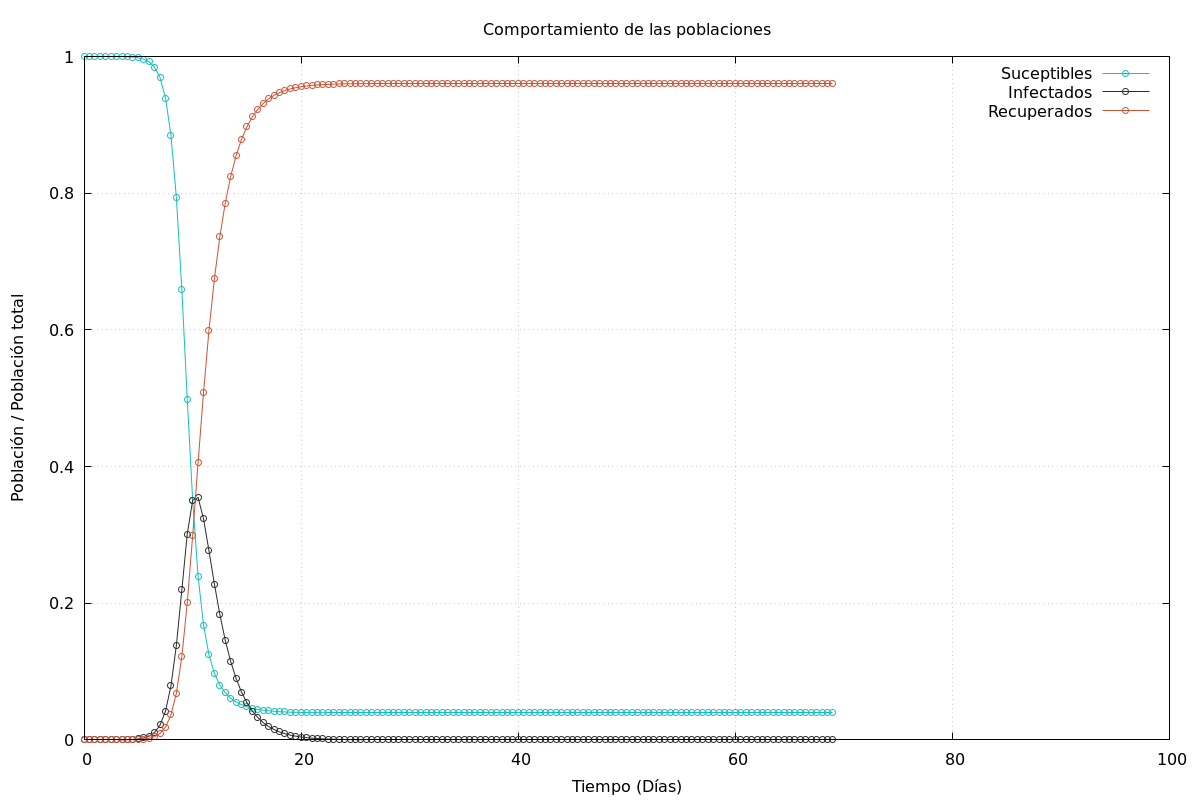 Comportamiento de las poblaciones
1
0.8
0.6
0.4
0.2
0
Población / Población total
Suceptibles
Infectados
Recuperados
0 20 40 60 80 100
Tiempo (Días)